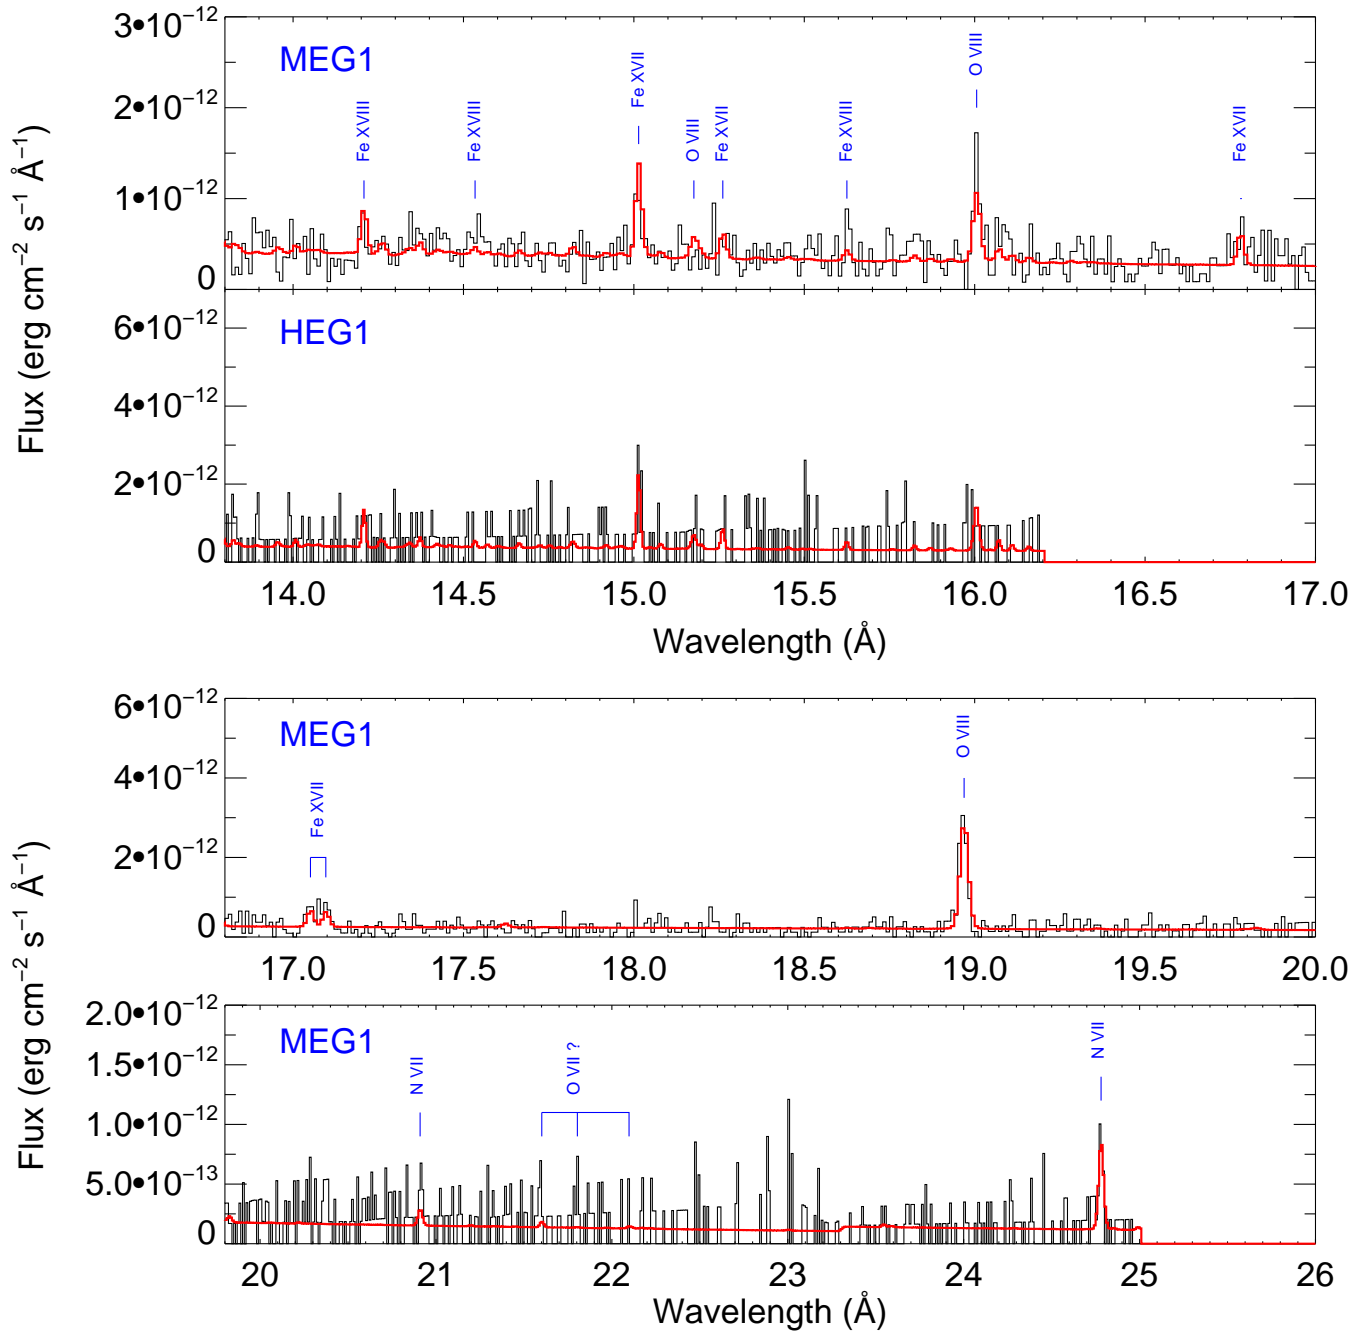 3•10⁻¹²
2•10⁻¹²
1•10⁻¹²
0
MEG1
Fe XVIII
Fe XVIII
Fe XVII
O VIII
Fe XVII
Fe XVIII
O VIII
Fe XVII
Flux (erg cm⁻² s⁻¹ Å⁻¹)
6•10⁻¹²
4•10⁻¹²
2•10⁻¹²
0
HEG1
14.0 14.5 15.0 15.5 16.0 16.5 17.0
Wavelength (Å)
6•10⁻¹²
4•10⁻¹²
2•10⁻¹²
0
MEG1
Fe XVII
O VIII
17.0 17.5 18.0 18.5 19.0 19.5 20.0
Flux (erg cm⁻² s⁻¹ Å⁻¹)
2.0•10⁻¹²
1.5•10⁻¹²
1.0•10⁻¹²
5.0•10⁻¹³
0
MEG1
N VII
O VII ?
N VII
20 21 22 23 24 25 26
Wavelength (Å)